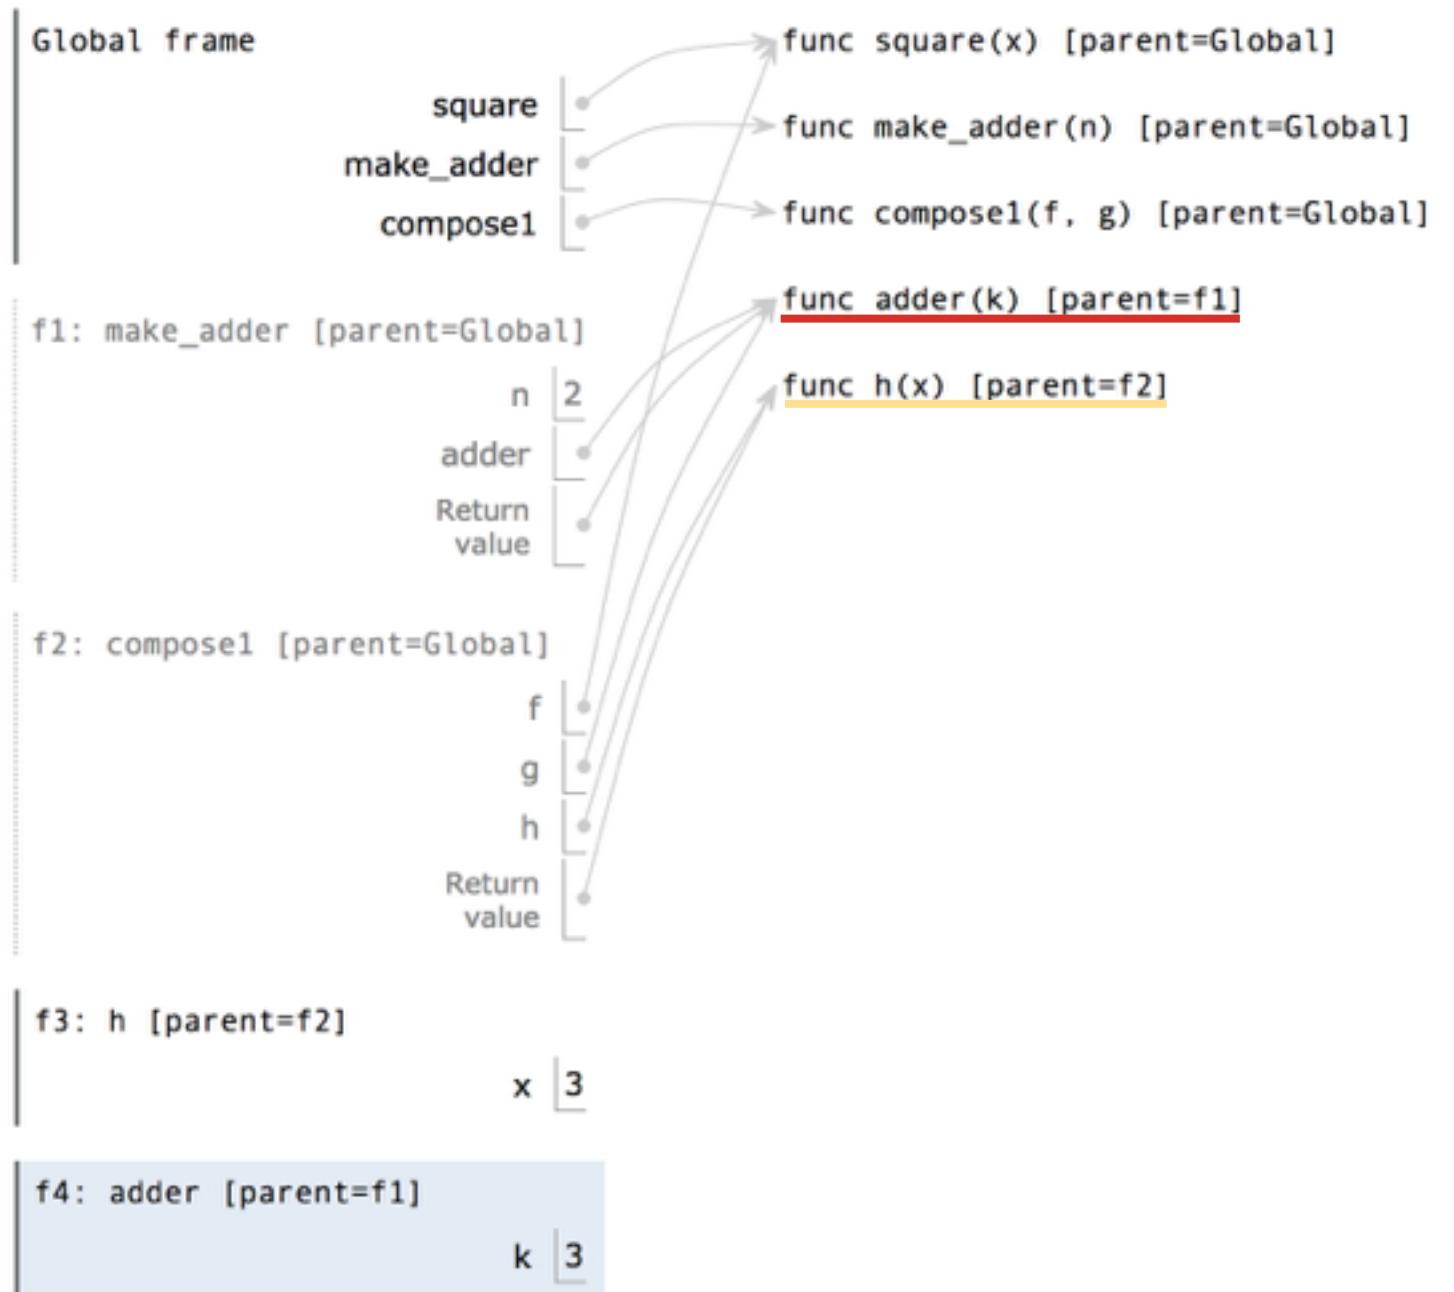 Global frame
square
make_adder
compose1
func square(x) [parent=Global]
func make_adder(n) [parent=Global]
func compose1(f, g) [parent=Global]
func adder(k) [parent=f1]
func h(x) [parent=f2]
f1: make_adder [parent=Global]
n 2
adder
Return
value
f2: compose1 [parent=Global]
f
g
h
Return
value
f3: h [parent=f2]
x 3
f4: adder [parent=f1]
k 3